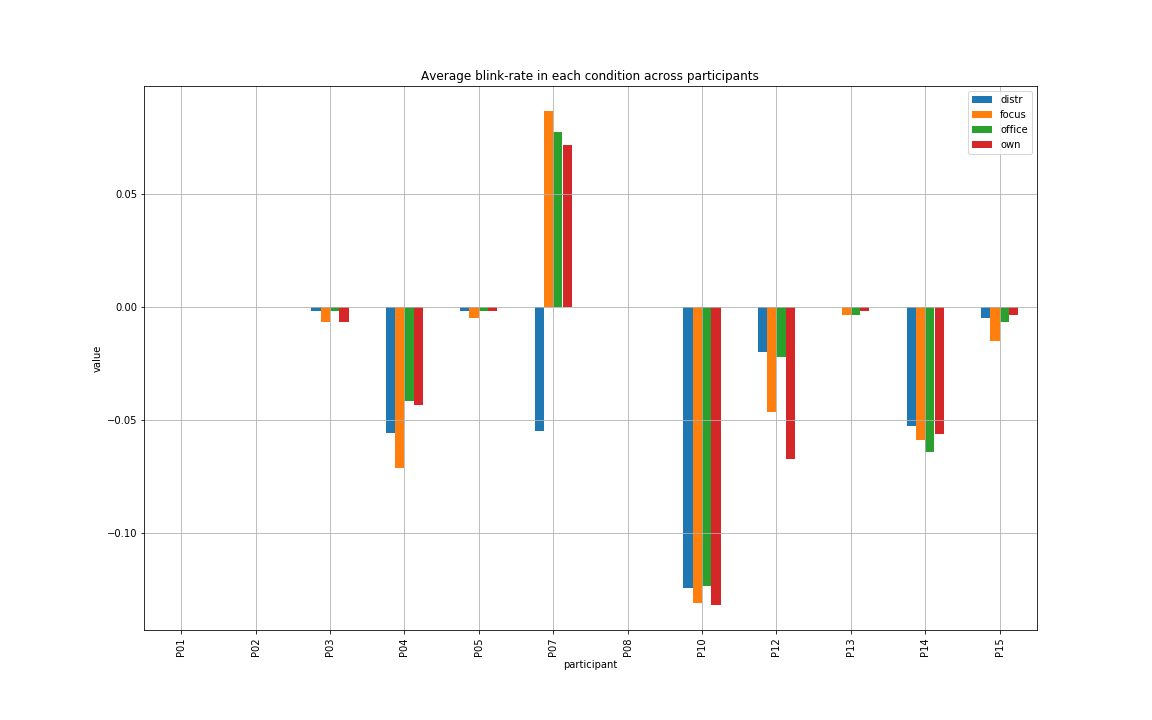 Average blink-rate in each condition across participants
distr
focus
office
own
0.05
0.00
−0.05
−0.10
value
P01
P02
P03
P04
P05
P07
P08
P10
P12
P13
P14
P15
participant